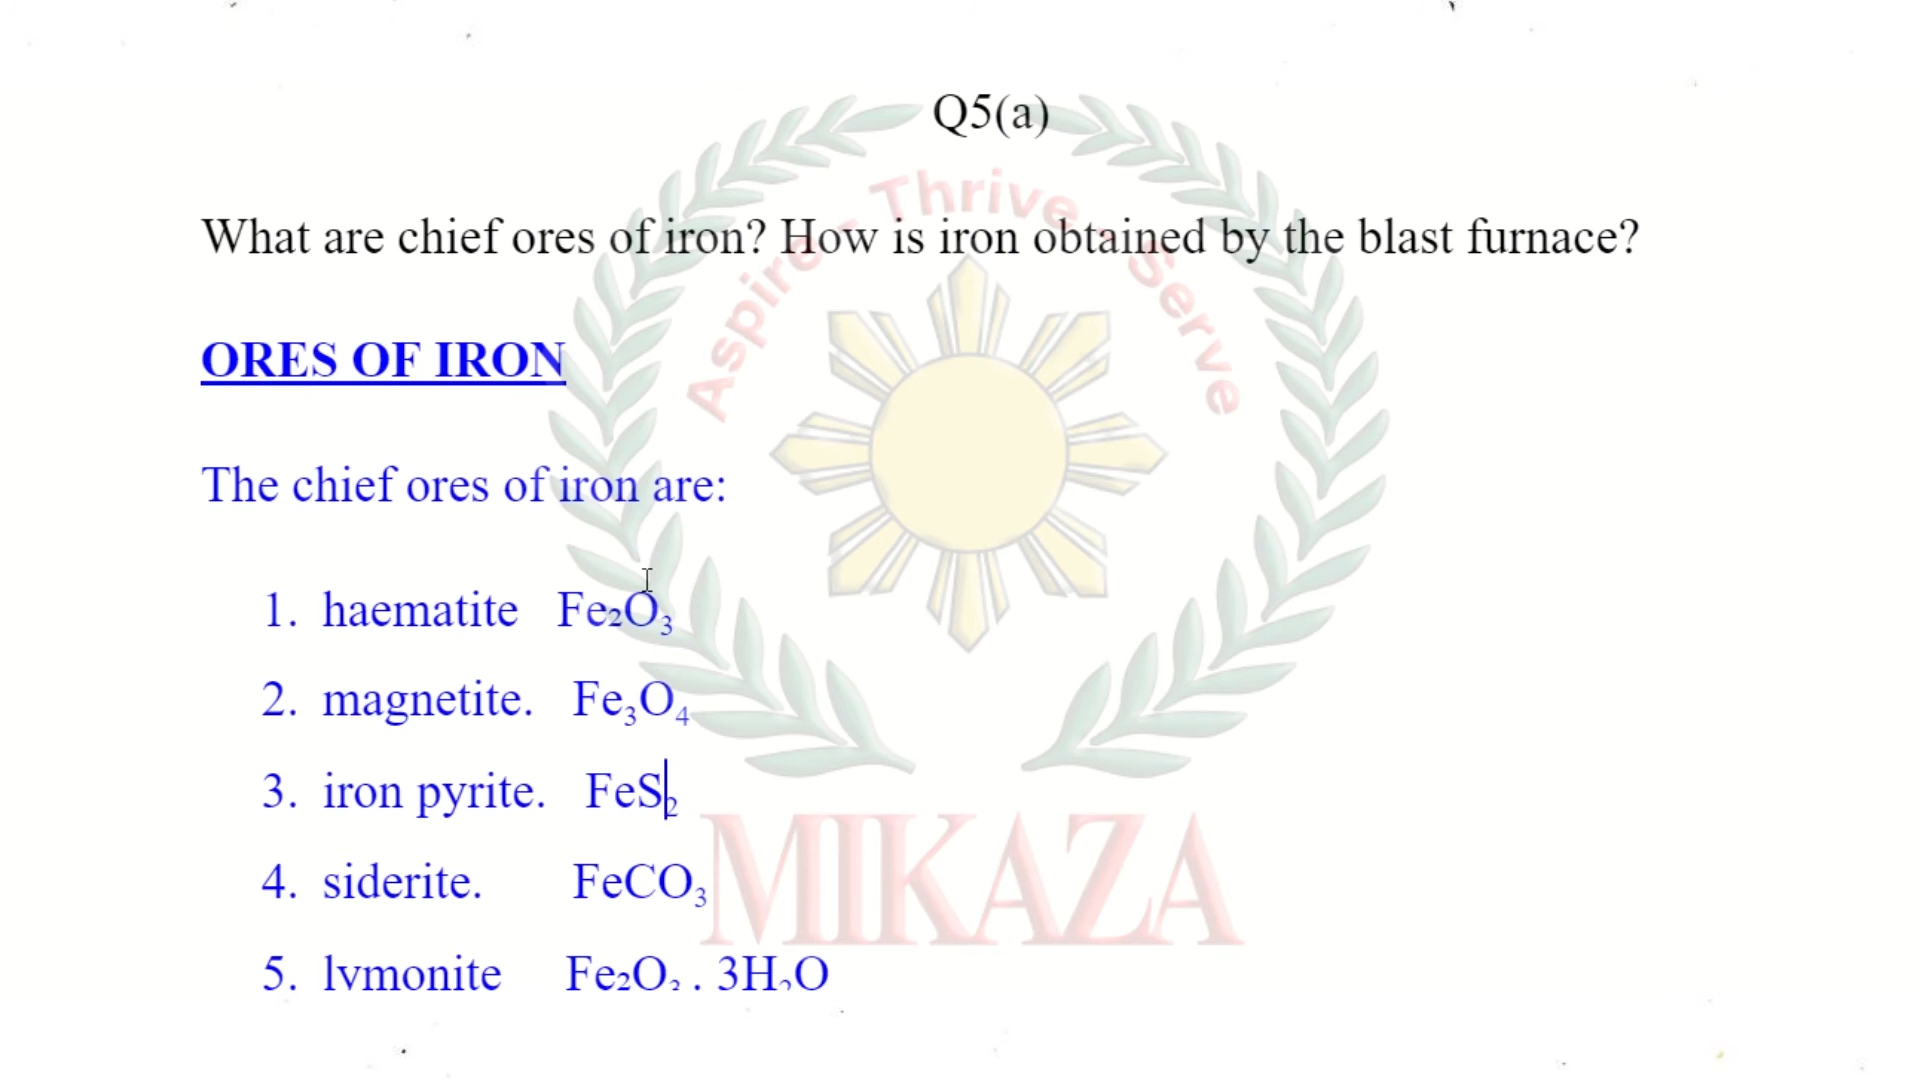 Q5(a)
Aspire - Thrive - Serve
What are chief ores of iron? How is iron obtained by the blast furnace?
ORES OF IRON
The chief ores of iron are:
1. haematite Fe₂O₃
2. magnetite. Fe₃O₄
3. iron pyrite. FeS₂
4. siderite. FeCO₃
MIKAZA
5. lymonite Fe₂O₃ . 3H₂O